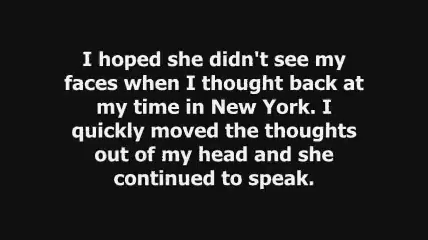 I hoped she didn't see my
faces when I thought back at
my time in New York. I
quickly moved the thoughts
out of my head and she
continued to speak.